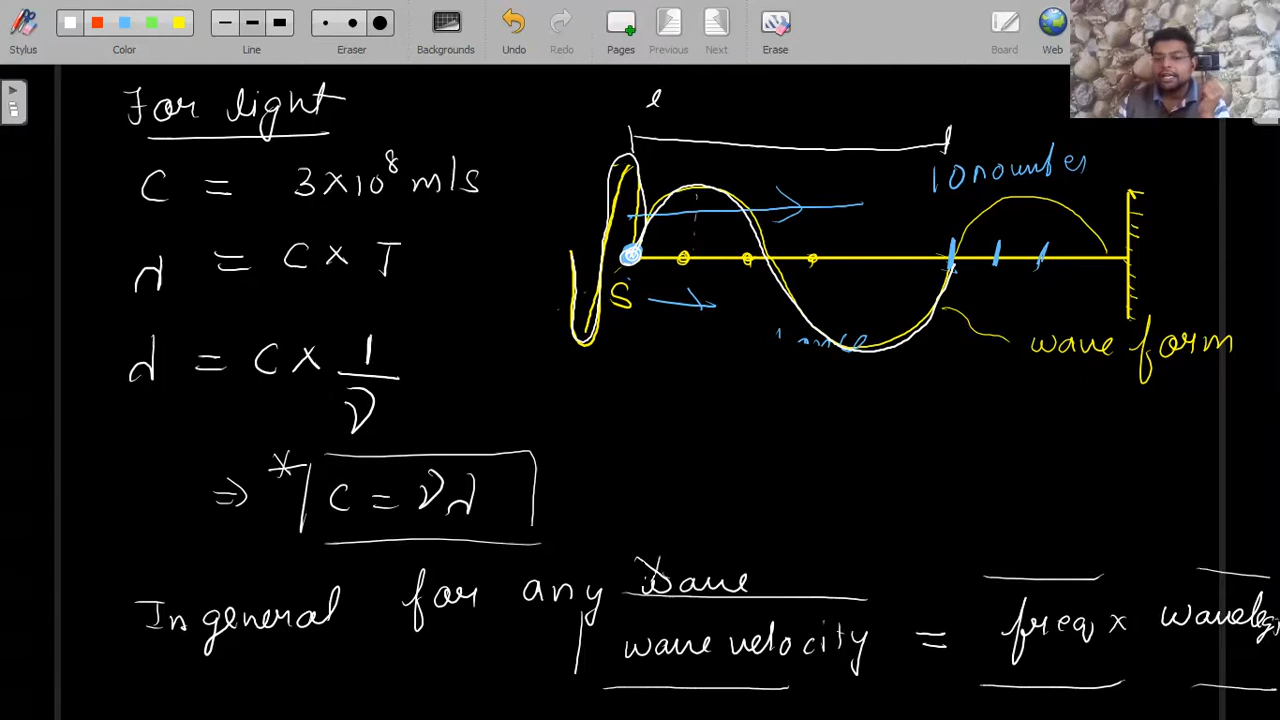 Stylus
Color
Line
Eraser
Backgrounds
Undo
Redo
Pages
Previous
Next
Erase
Board
Web
For light
C = 3×10⁸ m/s
λ = C × T
λ = C × 1/ν
⇒ * C = νλ
In general for any wave
wave velocity = freq × waveleg
l
10 number
S
wave form